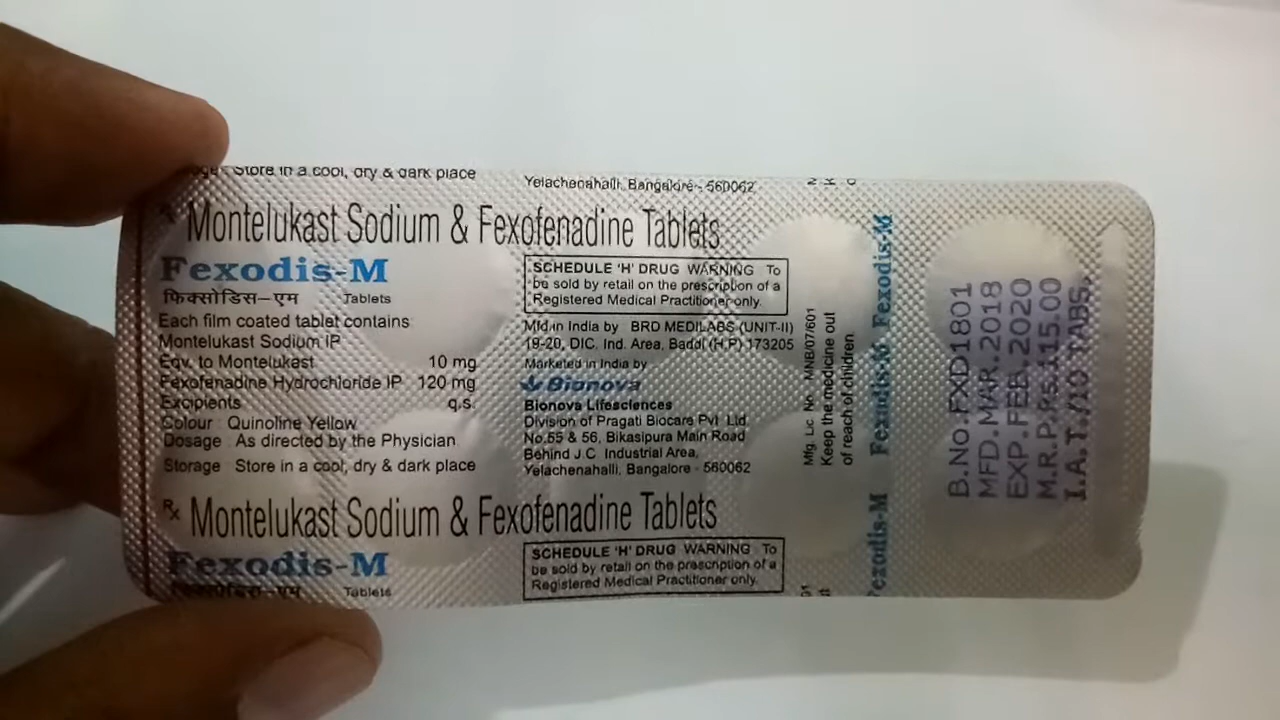 Store in a cool, dry & dark place
Yelachenahalli, Bangalore - 560062
Rx Montelukast Sodium & Fexofenadine Tablets
Fexodis-M
फिक्सोडिस-एम Tablets
Each film coated tablet contains
Montelukast Sodium IP
Eqv. to Montelukast 10 mg
Fexofenadine Hydrochloride IP 120 mg
Excipients q.s.
Colour : Quinoline Yellow
Dosage : As directed by the Physician
Storage : Store in a cool, dry & dark place
SCHEDULE 'H' DRUG WARNING To
be sold by retail on the prescription of a
Registered Medical Practitioner only.
Mfd in India by BRD MEDILABS (UNIT-II)
19-20, DIC. Ind. Area, Baddi (H.P) 173205
Marketed in India by
Bionova
Bionova Lifesciences
Division of Pragati Biocare Pvt Ltd
No.55 & 56, Bikasipura Main Road
Behind J.C. Industrial Area,
Yelachenahalli, Bangalore - 560062
Mfg. Lic No. MNB/07/601
Keep the medicine out
of reach of children
Fexodis-M Fexodis-M Fexodis-M
B.No.FXD1801
MFD.MAR.2018
EXP.FEB.2020
M.R.P.Rs.115.00
I.A.T./10 TABS.
Rx Montelukast Sodium & Fexofenadine Tablets
Fexodis-M
फिक्सोडिस-एम Tablets
SCHEDULE 'H' DRUG WARNING To
be sold by retail on the prescription of a
Registered Medical Practitioner only.